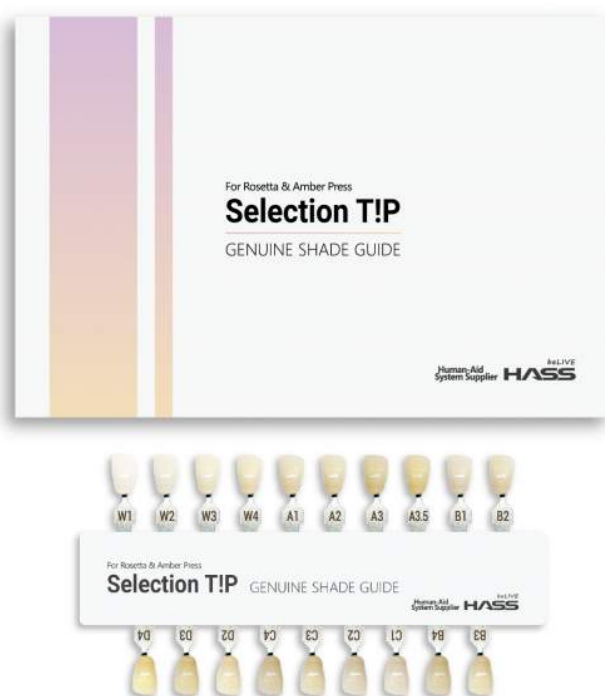 For Rosetta & Amber Press
Selection T!P
GENUINE SHADE GUIDE
beLIVE
Human-Aid
System Supplier HASS
W1 W2 W3 W4 A1 A2 A3 A3.5 B1 B2
For Rosetta & Amber Press
Selection T!P GENUINE SHADE GUIDE
beLIVE
Human-Aid
System Supplier HASS
D4 D3 D2 C4 C3 C2 C1 B4 B3